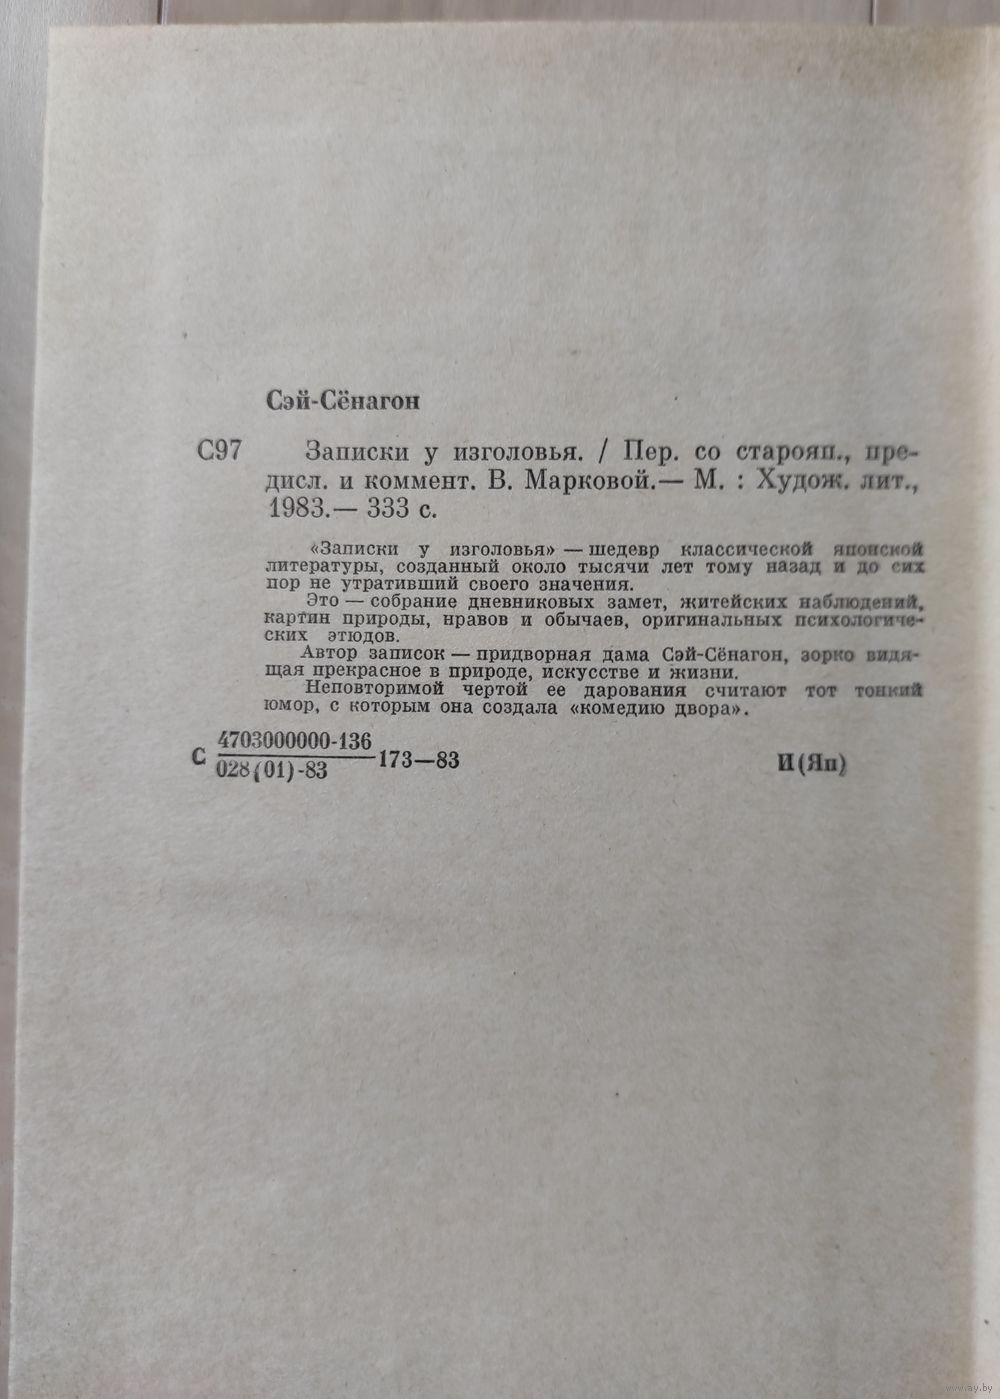 Сэй-Сёнагон
С97 Записки у изголовья. / Пер. со старояп., пре-
дисл. и коммент. В. Марковой.— М. : Худож. лит.,
1983.— 333 с.
«Записки у изголовья» — шедевр классической японской
литературы, созданный около тысячи лет тому назад и до сих
пор не утративший своего значения.
Это — собрание дневниковых замет, житейских наблюдений,
картин природы, нравов и обычаев, оригинальных психологиче-
ских этюдов.
Автор записок — придворная дама Сэй-Сёнагон, зорко видя-
щая прекрасное в природе, искусстве и жизни.
Неповторимой чертой ее дарования считают тот тонкий
юмор, с которым она создала «комедию двора».
4703000000-136
С 173—83 И(Яп)
028(01)-83
www.ay.by